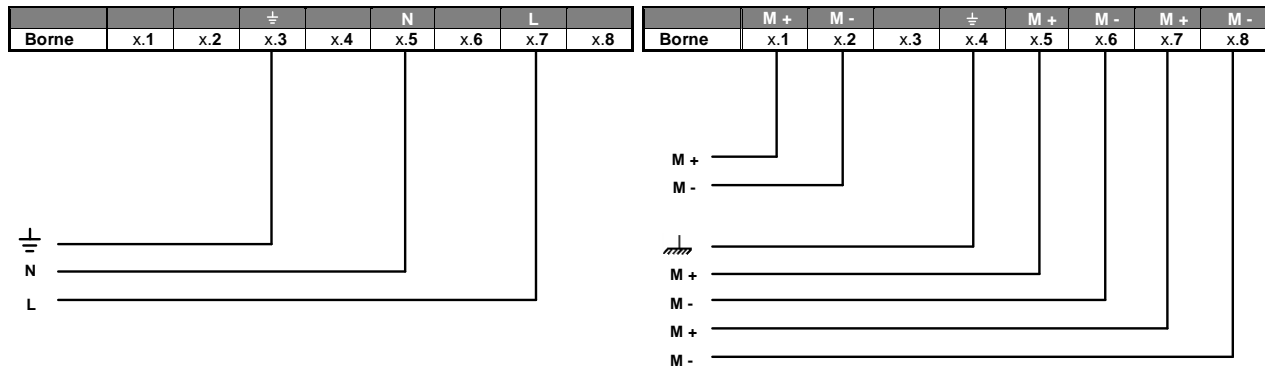 ⏚ N L
Borne x.1 x.2 x.3 x.4 x.5 x.6 x.7 x.8
⏚
N
L
M + M - ⏚ M + M - M + M -
Borne x.1 x.2 x.3 x.4 x.5 x.6 x.7 x.8
M +
M -
M +
M -
M +
M -